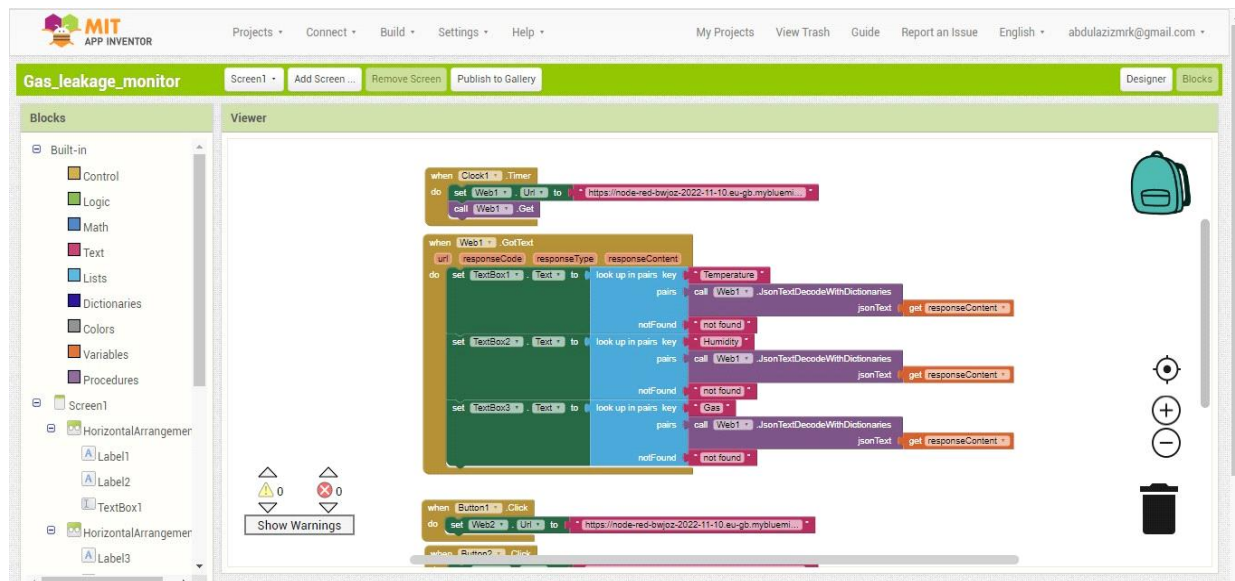 MIT
APP INVENTOR
Projects Connect Build Settings Help My Projects View Trash Guide Report an Issue English abdulazizmrk@gmail.com
Gas_leakage_monitor Screen1 Add Screen ... Remove Screen Publish to Gallery Designer Blocks
Blocks
Built-in
Control
Logic
Math
Text
Lists
Dictionaries
Colors
Variables
Procedures
Screen1
HorizontalArrangemen
Label1
Label2
TextBox1
HorizontalArrangemen
Label3
Viewer
when Clock1 .Timer
do set Web1 . Url to " https://node-red-bwjoz-2022-11-10.eu-gb.mybluemi... "
call Web1 .Get
when Web1 .GotText
url responseCode responseType responseContent
do set TextBox1 . Text to look up in pairs key " Temperature "
pairs call Web1 .JsonTextDecodeWithDictionaries
jsonText get responseContent
notFound " not found "
set TextBox2 . Text to look up in pairs key " Humidity "
pairs call Web1 .JsonTextDecodeWithDictionaries
jsonText get responseContent
notFound " not found "
set TextBox3 . Text to look up in pairs key " Gas "
pairs call Web1 .JsonTextDecodeWithDictionaries
jsonText get responseContent
notFound " not found "
when Button1 .Click
do set Web2 . Url to " https://node-red-bwjoz-2022-11-10.eu-gb.mybluemi... "
when Button2 .Click
0 0
Show Warnings